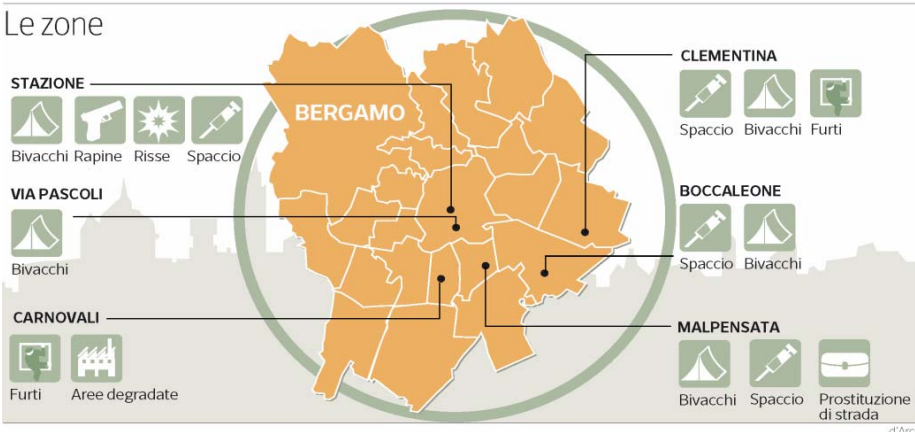 Le zone
BERGAMO
STAZIONE
Bivacchi Rapine Risse Spaccio
VIA PASCOLI
Bivacchi
CARNOVALI
Furti Aree degradate
CLEMENTINA
Spaccio Bivacchi Furti
BOCCALEONE
Spaccio Bivacchi
MALPENSATA
Bivacchi Spaccio Prostituzione
di strada